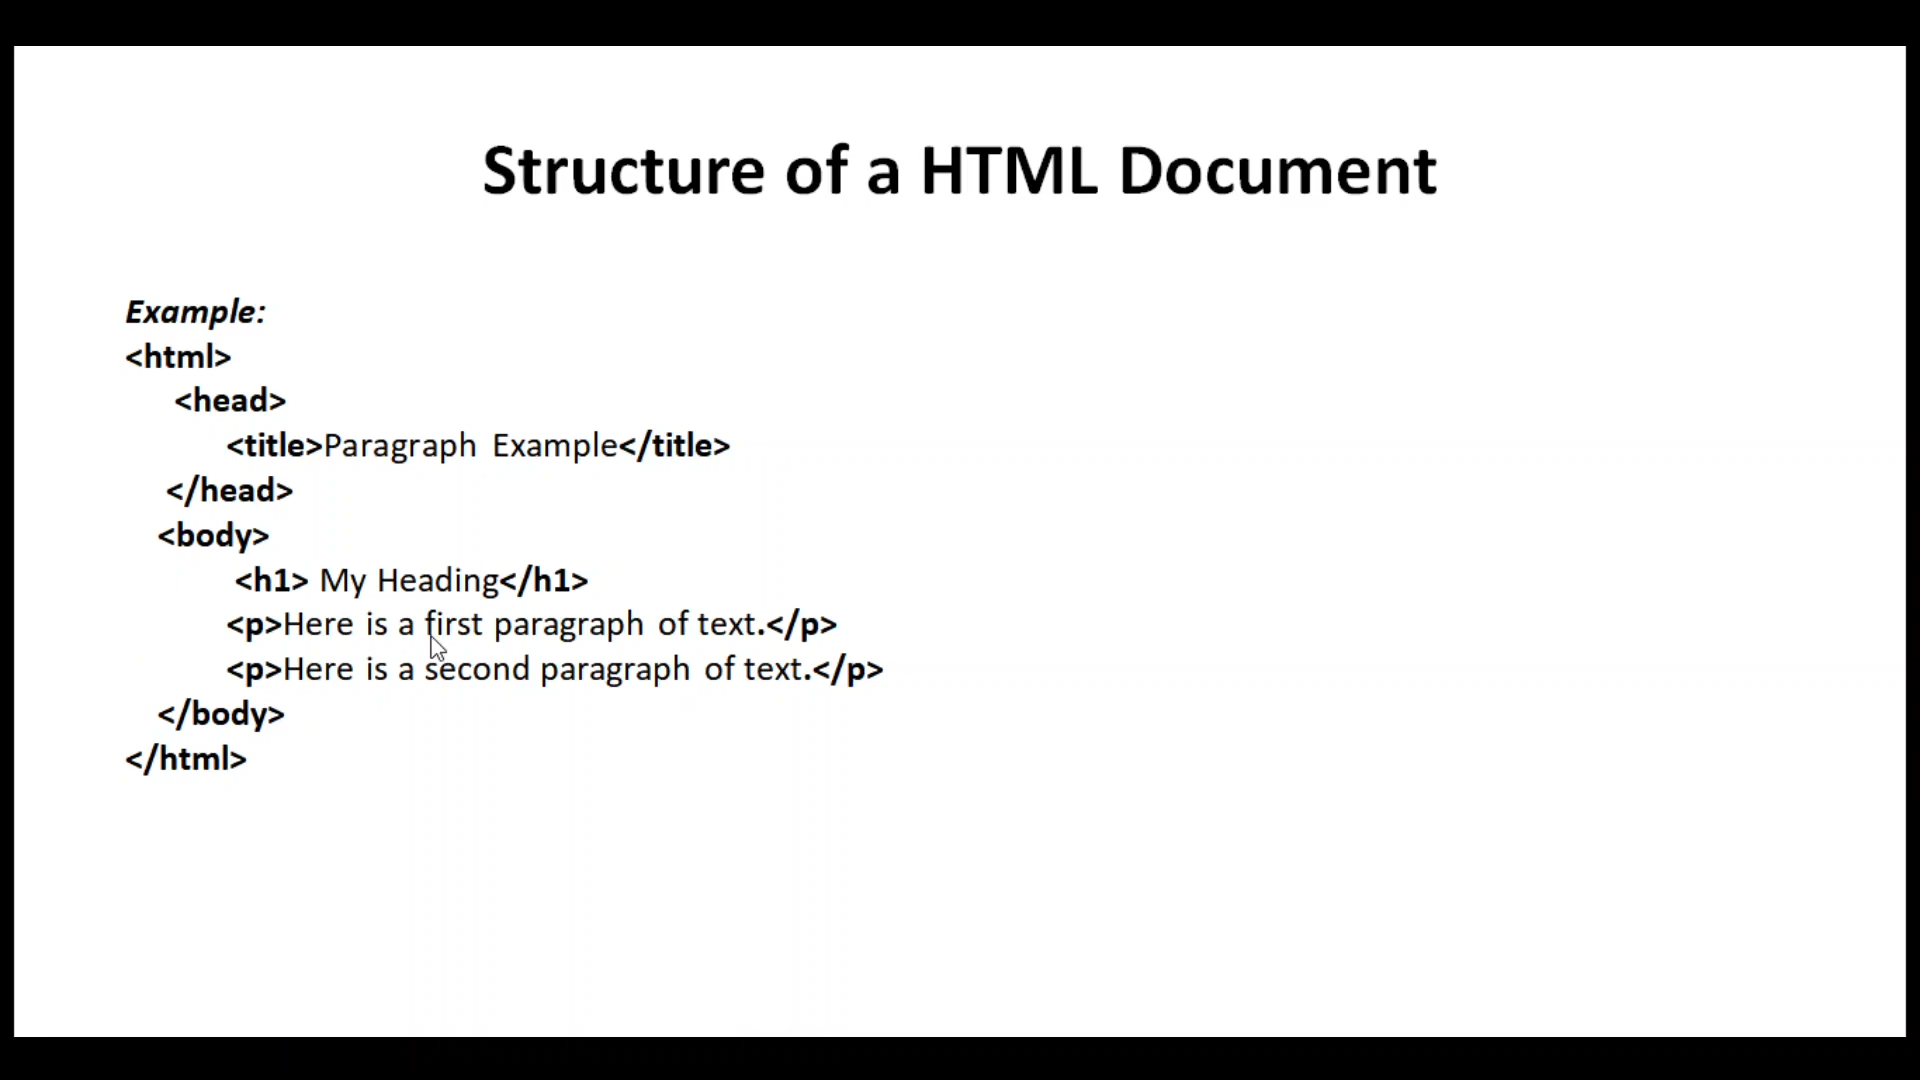 Structure of a HTML Document
Example:
<html>
<head>
<title>Paragraph Example</title>
</head>
<body>
<h1> My Heading</h1>
<p>Here is a first paragraph of text.</p>
<p>Here is a second paragraph of text.</p>
</body>
</html>